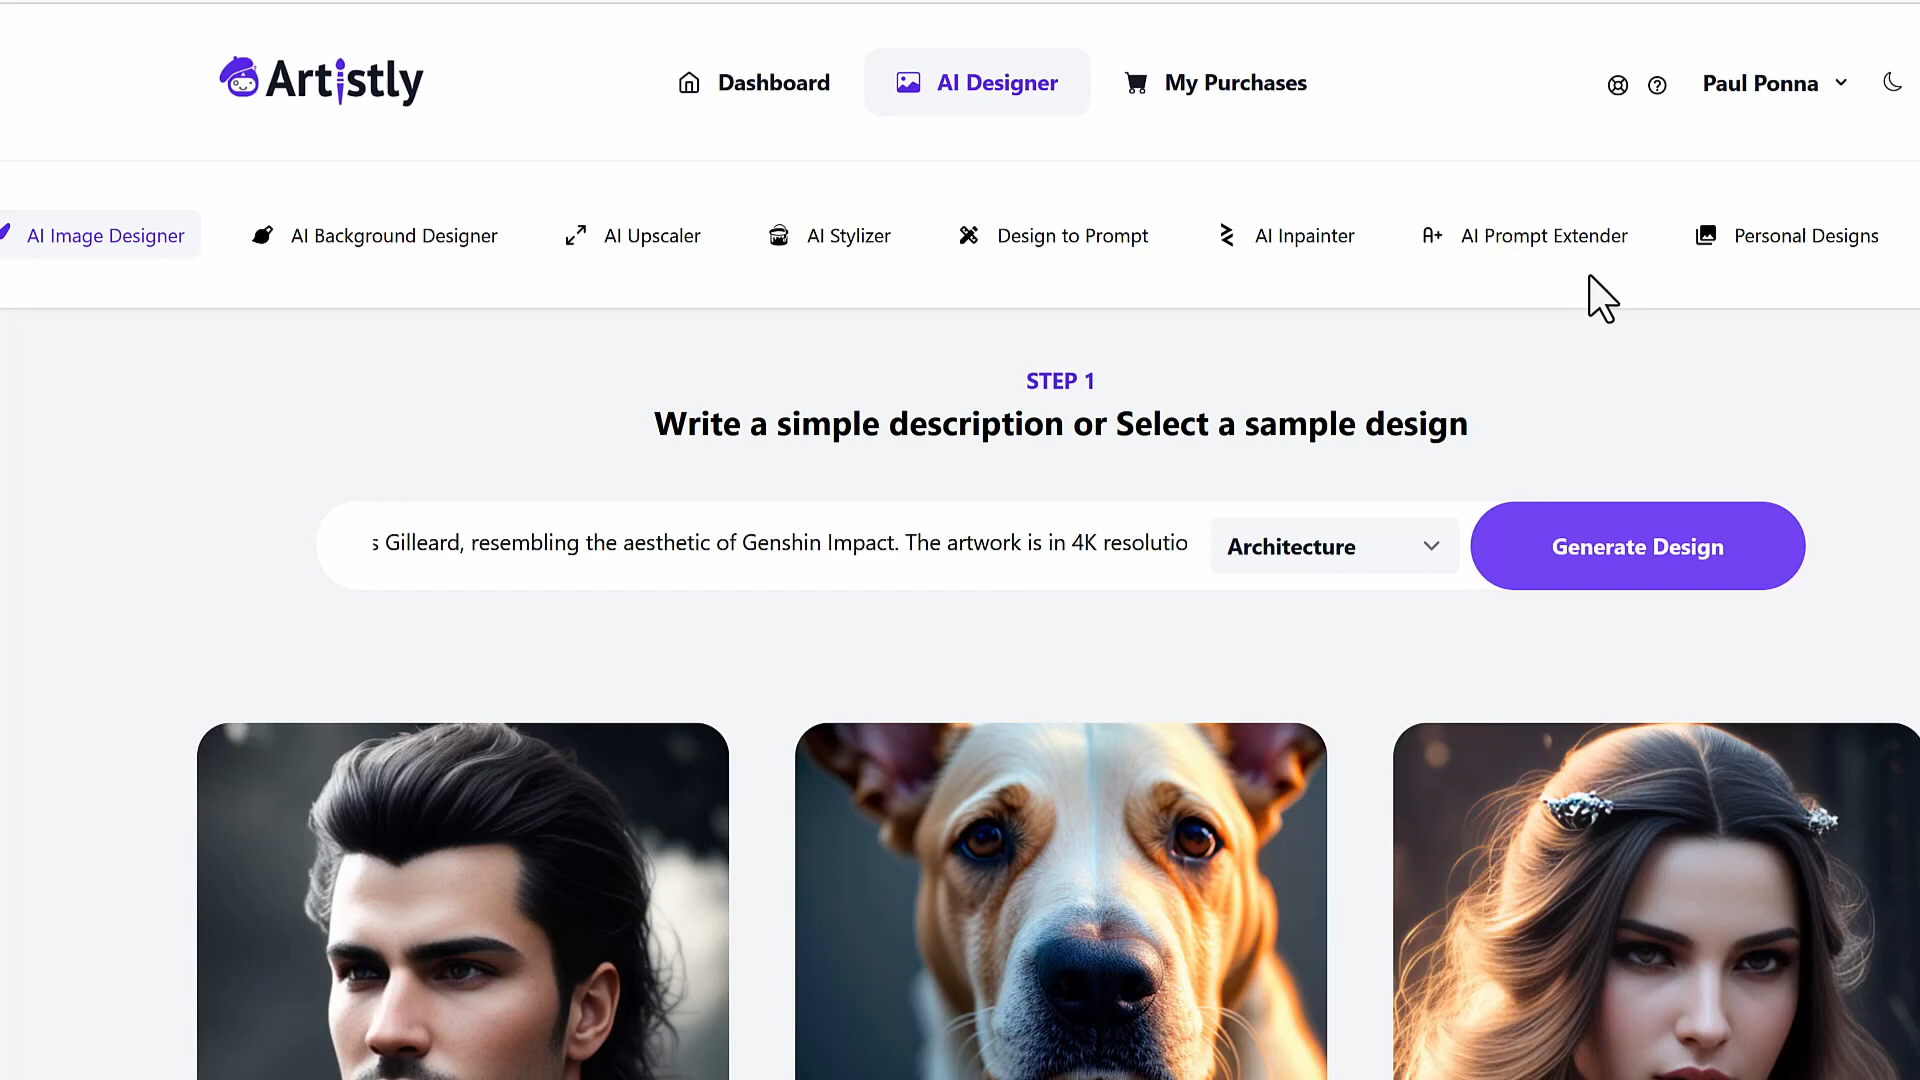 Artistly
Dashboard
AI Designer
My Purchases
Paul Ponna
AI Image Designer
AI Background Designer
AI Upscaler
AI Stylizer
Design to Prompt
AI Inpainter
A+ AI Prompt Extender
Personal Designs
STEP 1
Write a simple description or Select a sample design
s Gilleard, resembling the aesthetic of Genshin Impact. The artwork is in 4K resolutio
Architecture
Generate Design